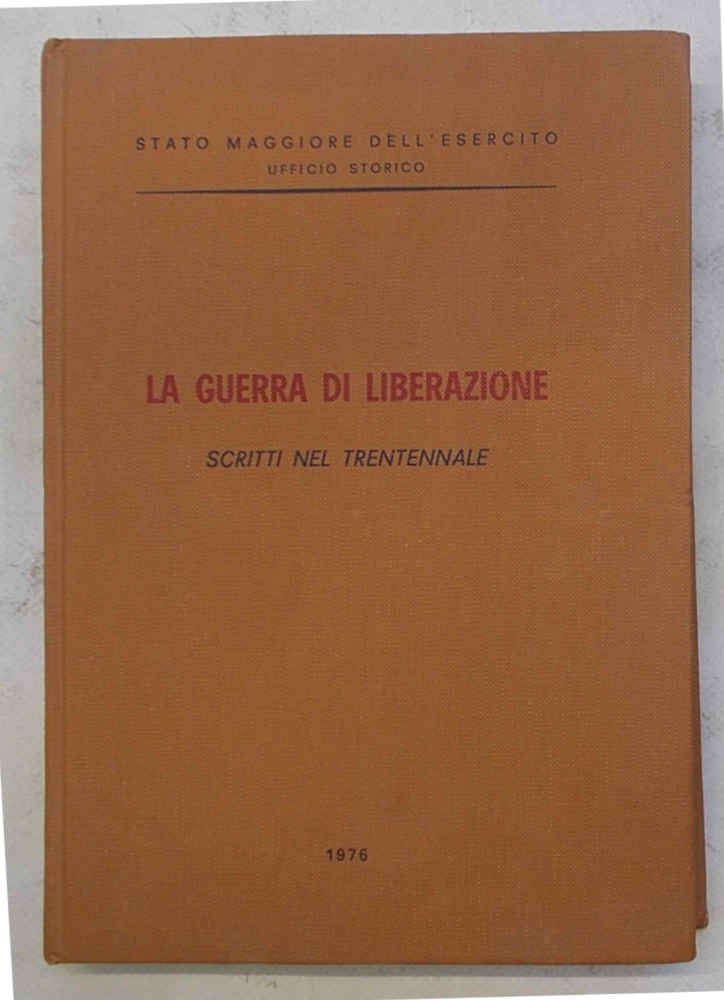 STATO MAGGIORE DELL'ESERCITO
UFFICIO STORICO
LA GUERRA DI LIBERAZIONE
SCRITTI NEL TRENTENNALE
1976